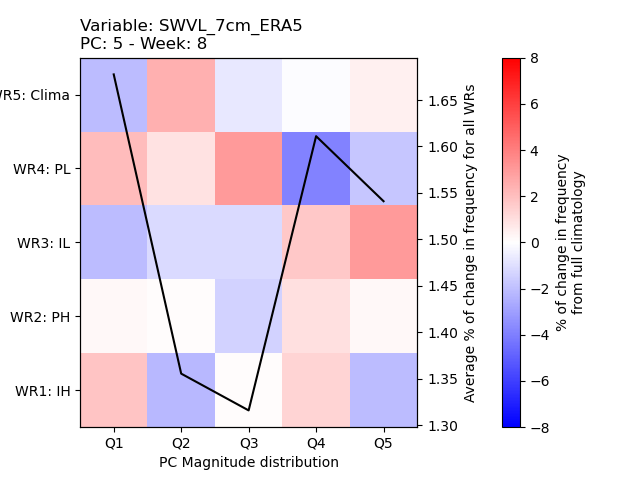 Variable: SWVL_7cm_ERA5
PC: 5 - Week: 8
WR5: Clima
WR4: PL
WR3: IL
WR2: PH
WR1: IH
Q1 Q2 Q3 Q4 Q5
PC Magnitude distribution
1.65
1.60
1.55
1.50
1.45
1.40
1.35
1.30
Average % of change in frequency for all WRs
8
6
4
2
0
−2
−4
−6
−8
% of change in frequency
from full climatology